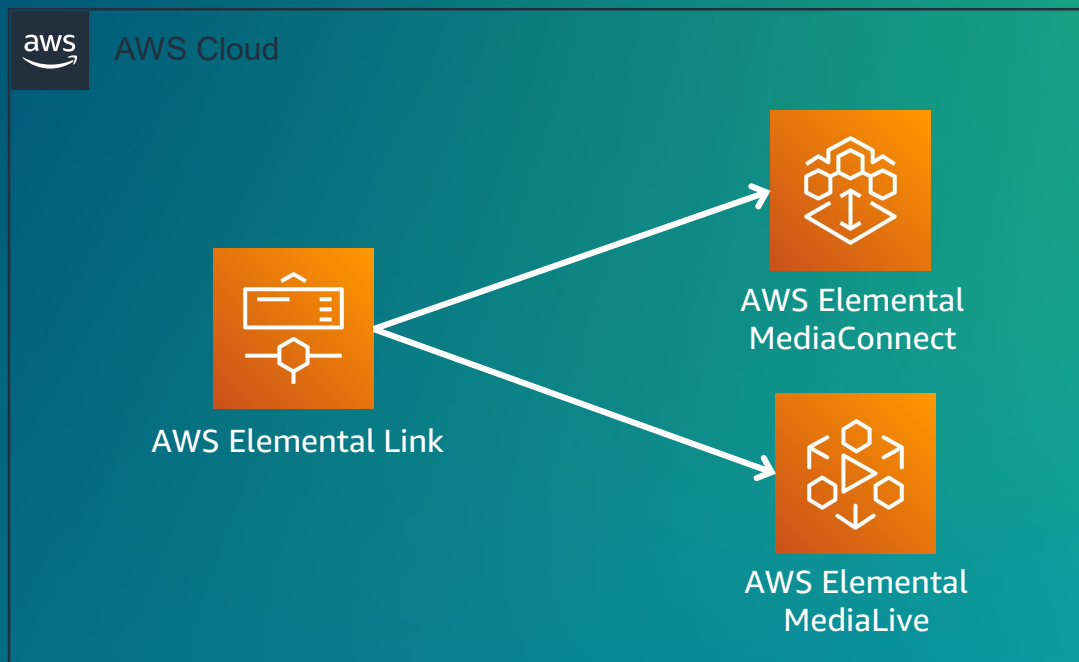 aws
AWS Cloud
AWS Elemental
MediaConnect
AWS Elemental Link
AWS Elemental
MediaLive